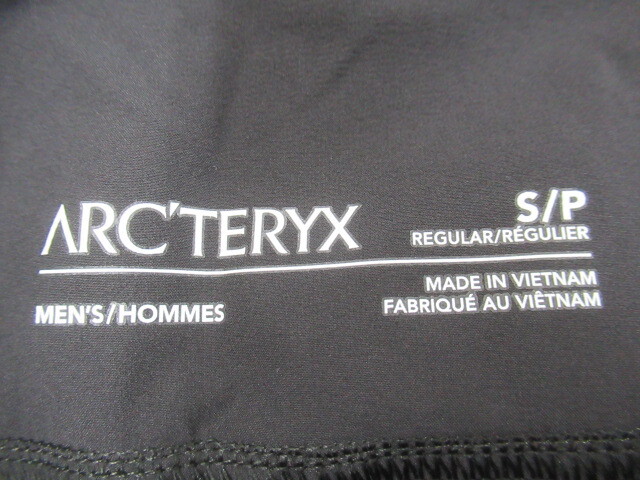 ARC'TERYX
S/P
REGULAR/RÉGULIER
MEN'S/HOMMES
MADE IN VIETNAM
FABRIQUÉ AU VIÊTNAM